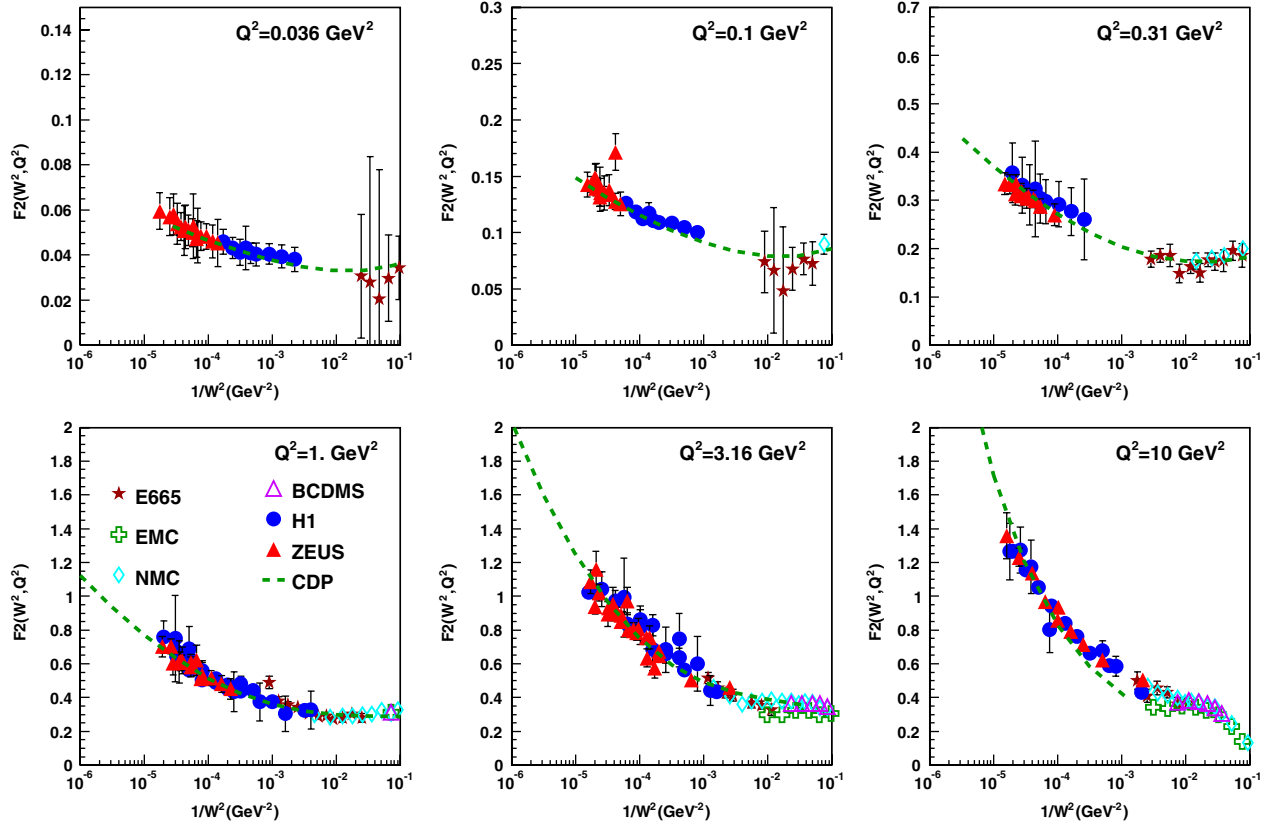 Q²=0.036 GeV²
F2(W²,Q²)
0.14
0.12
0.1
0.08
0.06
0.04
0.02
0
10⁻⁶ 10⁻⁵ 10⁻⁴ 10⁻³ 10⁻² 10⁻¹
1/W²(GeV⁻²)
Q²=0.1 GeV²
F2(W²,Q²)
0.3
0.25
0.2
0.15
0.1
0.05
0
10⁻⁶ 10⁻⁵ 10⁻⁴ 10⁻³ 10⁻² 10⁻¹
1/W²(GeV⁻²)
Q²=0.31 GeV²
F2(W²,Q²)
0.7
0.6
0.5
0.4
0.3
0.2
0.1
0
10⁻⁶ 10⁻⁵ 10⁻⁴ 10⁻³ 10⁻² 10⁻¹
1/W²(GeV⁻²)
Q²=1. GeV²
F2(W²,Q²)
2
1.8
1.6
1.4
1.2
1
0.8
0.6
0.4
0.2
0
E665
EMC
NMC
BCDMS
H1
ZEUS
CDP
10⁻⁶ 10⁻⁵ 10⁻⁴ 10⁻³ 10⁻² 10⁻¹
1/W²(GeV⁻²)
Q²=3.16 GeV²
F2(W²,Q²)
2
1.8
1.6
1.4
1.2
1
0.8
0.6
0.4
0.2
0
10⁻⁶ 10⁻⁵ 10⁻⁴ 10⁻³ 10⁻² 10⁻¹
1/W²(GeV⁻²)
Q²=10 GeV²
F2(W²,Q²)
2
1.8
1.6
1.4
1.2
1
0.8
0.6
0.4
0.2
0
10⁻⁶ 10⁻⁵ 10⁻⁴ 10⁻³ 10⁻² 10⁻¹
1/W²(GeV⁻²)